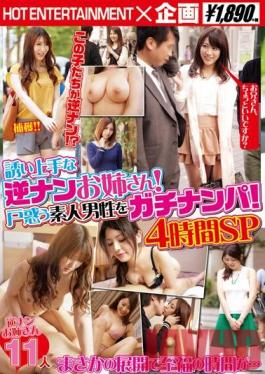 HOT ENTERTAINMENT × 企画 ¥1,890
この子たちが逆ナン!?
お兄さん、
ちょっといいですか?
捕獲!!
誘い上手な
逆ナンお姉さん!
戸惑う素人男性を
ガチナンパ!
4時間SP
逆ナン
お姉さん
11人
まさかの展開で至福の時間が…